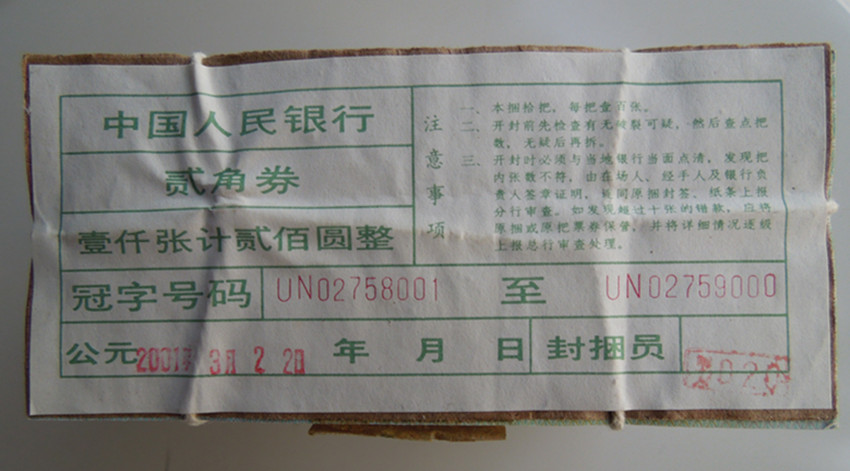 中国人民银行
贰角券
壹仟张计贰佰圆整
注意事项
一、本捆拾把，每把壹百张。
二、开封前先检查有无破裂可疑，然后查点把
数，无疑后再拆。
三、开封时必须与当地银行当面点清，发现把
内张数不符，由在场人、经手人及银行负
责人签章证明，连同原捆封签、纸条上报
分行审查。如发现超过十张的错款，应将
原捆或原把票券保管，并将详细情况逐级
上报总行审查处理。
冠字号码 UN02758001 至 UN02759000
公元 2001年 3月 2 2日 年 月 日 封捆员